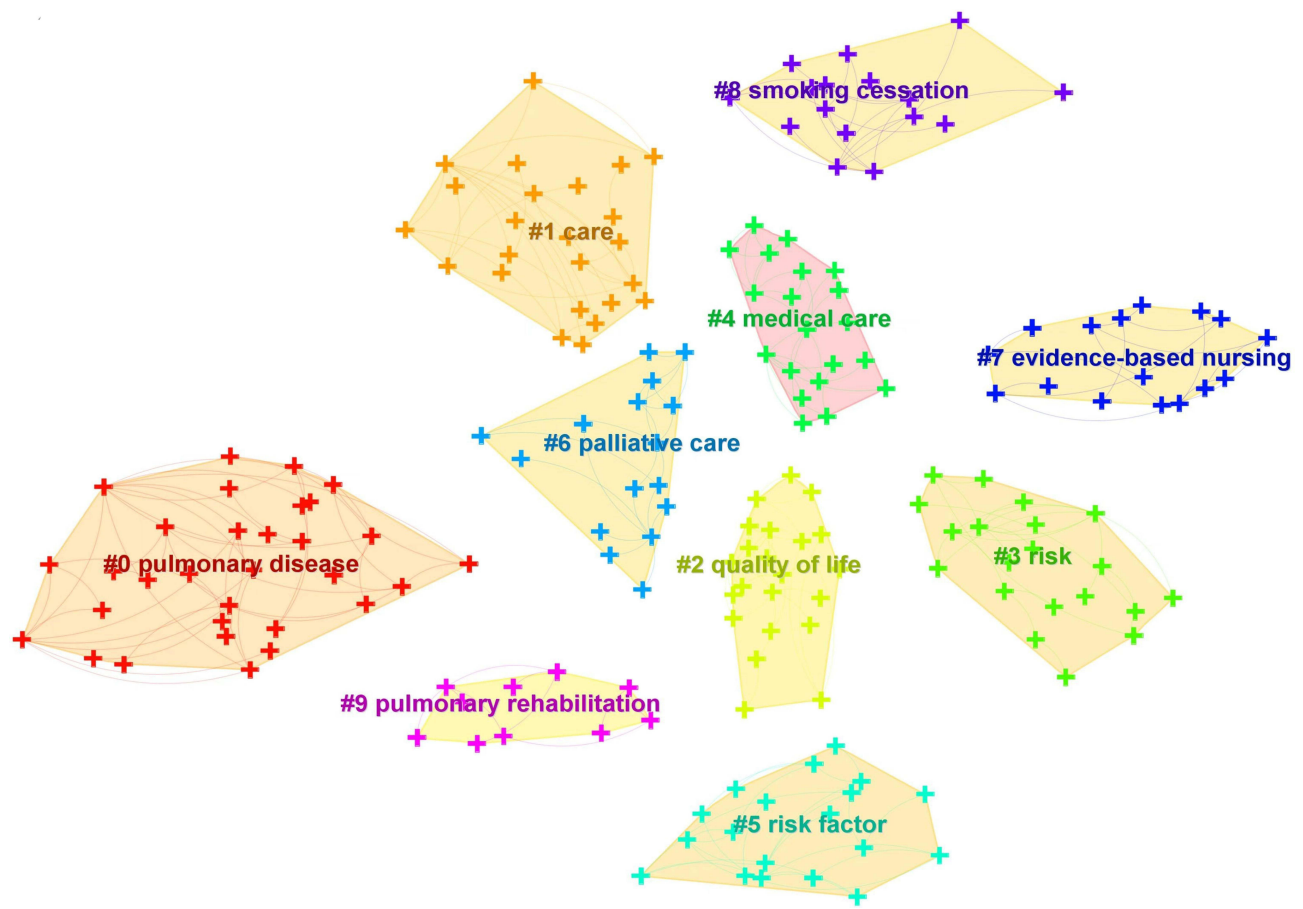 #8 smoking cessation
#1 care
#4 medical care
#7 evidence-based nursing
#6 palliative care
#0 pulmonary disease
#2 quality of life
#3 risk
#9 pulmonary rehabilitation
#5 risk factor